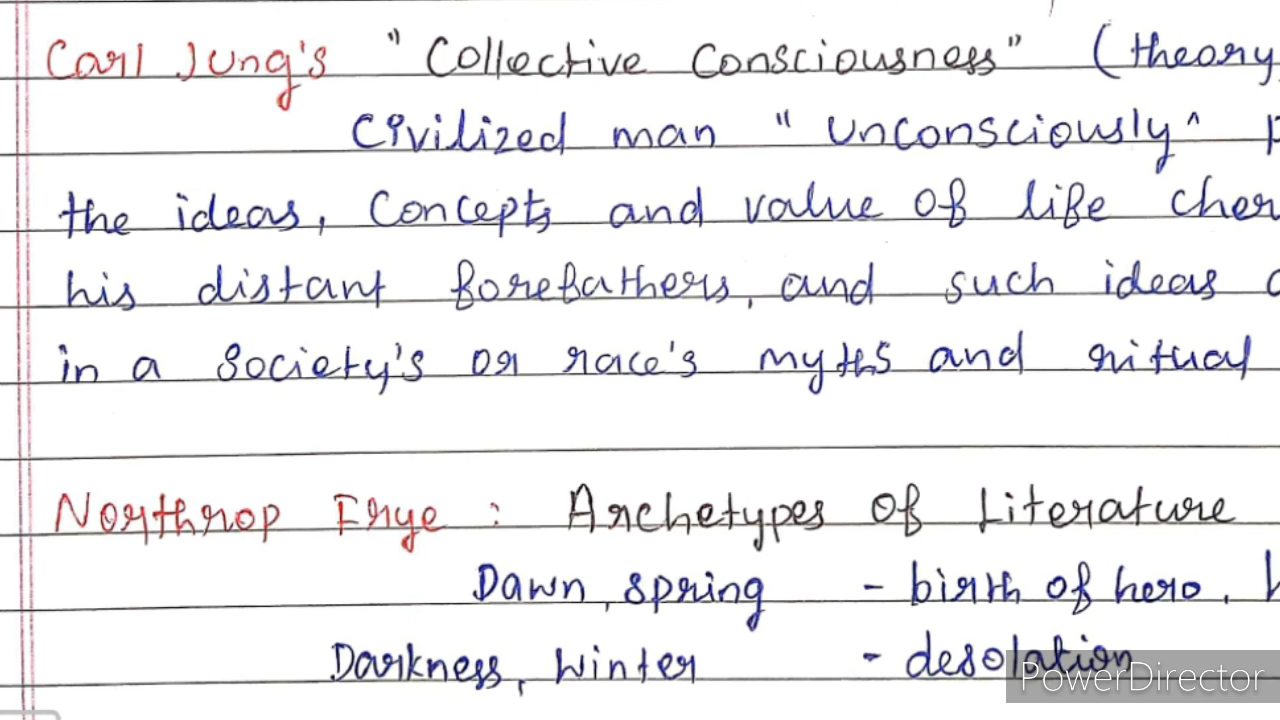 Carl Jung's "Collective Consciousness" (theory
Civilized man "unconsciously"
the ideas, concepts and value of life cher
his distant forefathers, and such ideas
in a society's or race's myths and ritual
Northrop Frye : Archetypes of Literature
Dawn, spring - birth of hero,
Darkness, Winter - desolation
PowerDirector